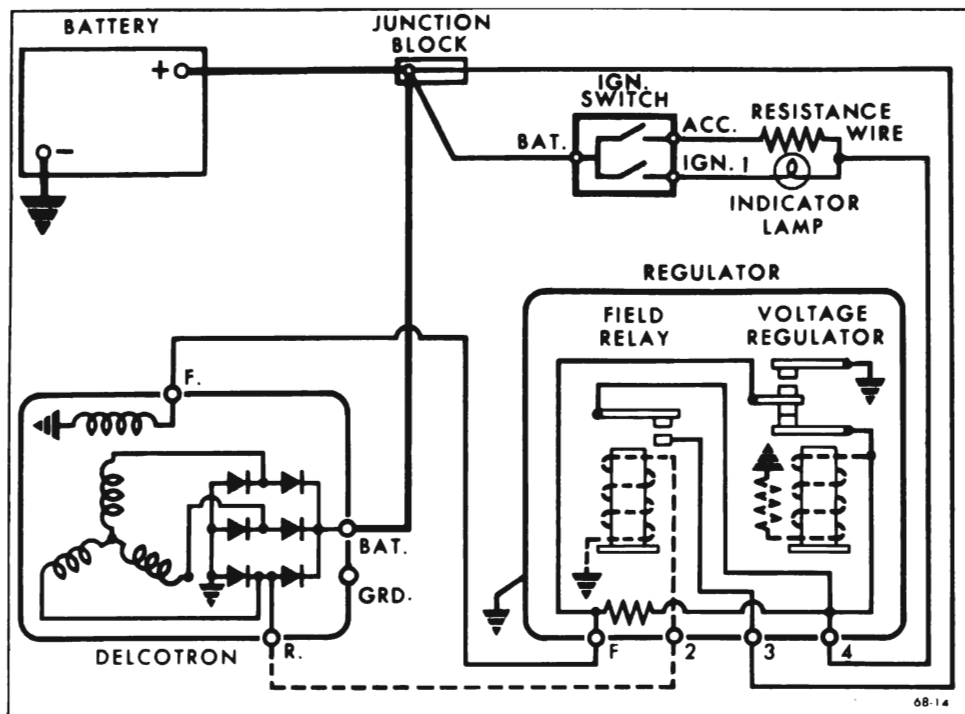 BATTERY
+
-
JUNCTION
BLOCK
IGN.
SWITCH
BAT.
ACC.
IGN. 1
RESISTANCE
WIRE
INDICATOR
LAMP
REGULATOR
FIELD
RELAY
VOLTAGE
REGULATOR
F.
BAT.
GRD.
DELCOTRON
R.
F
2
3
4
68-14